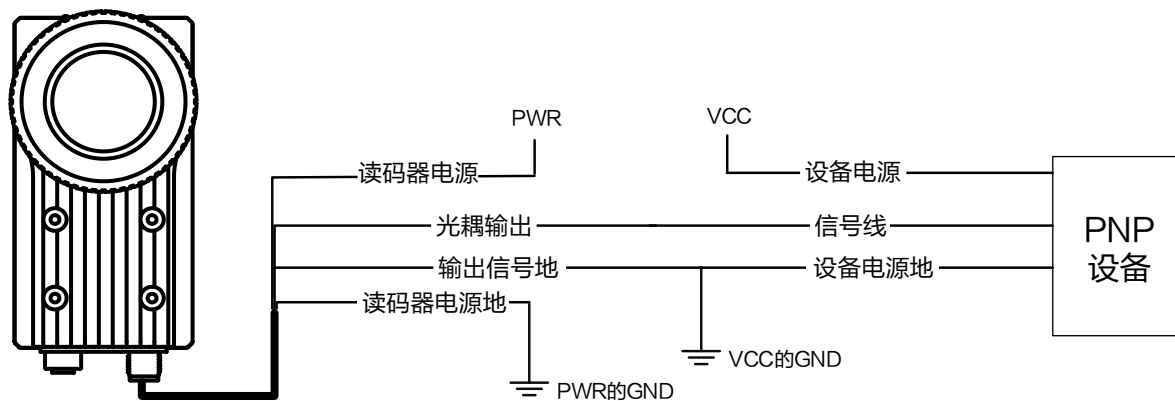 PWR
VCC
读码器电源
设备电源
光耦输出
信号线
PNP
设备
输出信号地
设备电源地
读码器电源地
VCC的GND
PWR的GND